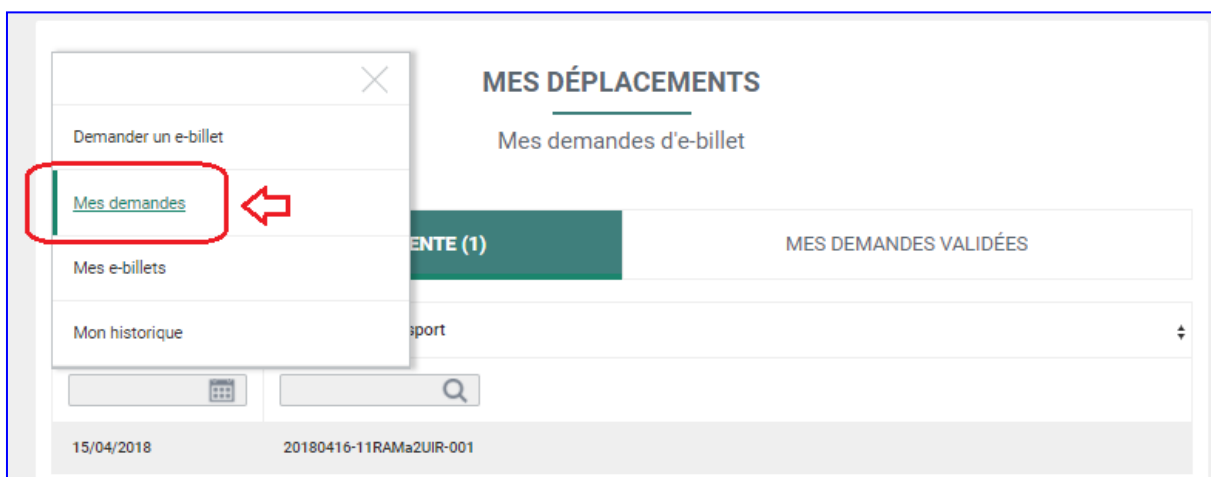 MES DÉPLACEMENTS
Mes demandes d'e-billet
Demander un e-billet
Mes demandes
Mes e-billets
Mon historique
ENTE (1)
MES DEMANDES VALIDÉES
sport
15/04/2018 20180416-11RAMa2UIR-001